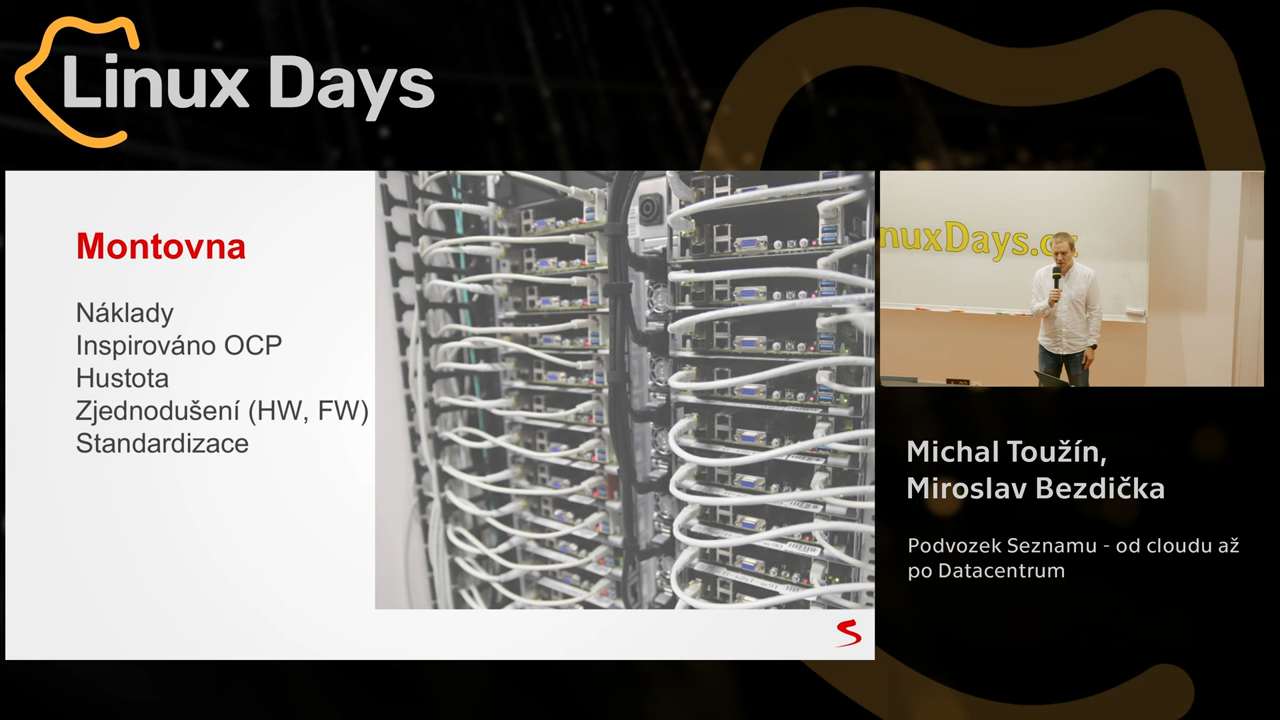 Linux Days
Montovna
Náklady
Inspirováno OCP
Hustota
Zjednodušení (HW, FW)
Standardizace
nuxDays.c
Michal Toužín,
Miroslav Bezdička
Podvozek Seznamu - od cloudu až
po Datacentrum